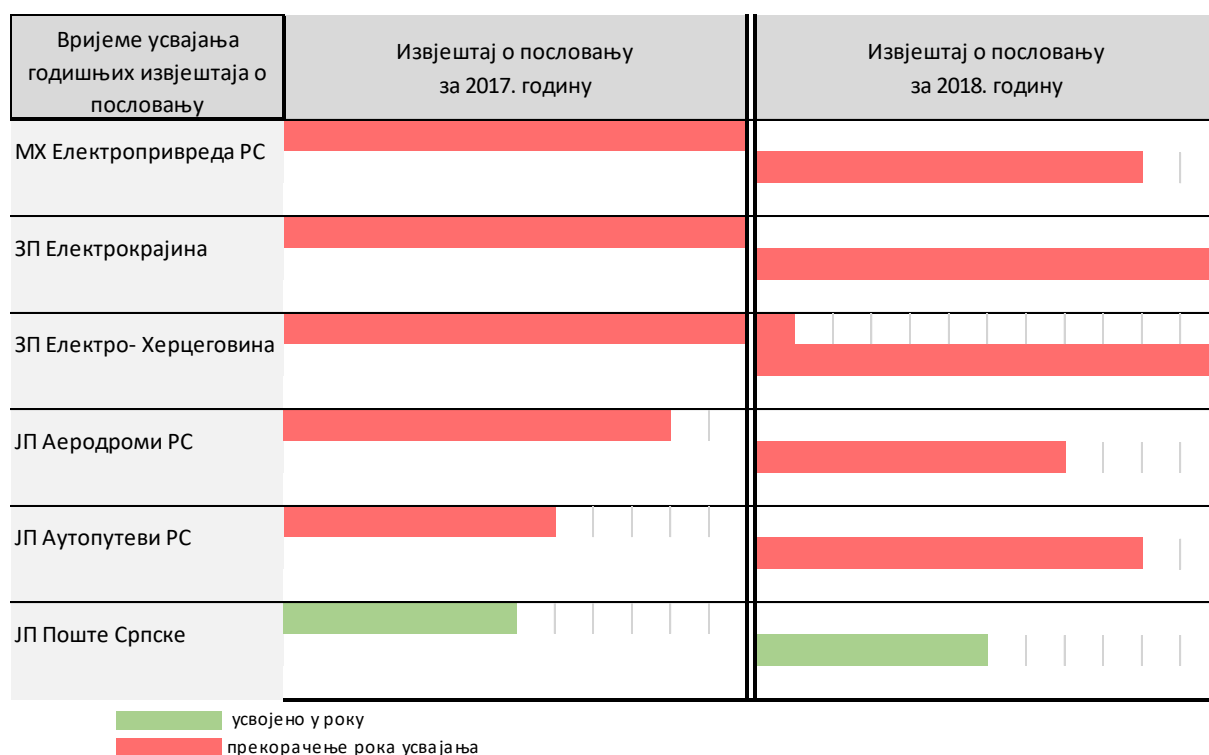 Вријеме усвајања
годишњих извјештаја о
пословању
Извјештај о пословању
за 2017. годину
Извјештај о пословању
за 2018. годину
МХ Електропривреда РС
ЗП Електрокрајина
ЗП Електро- Херцеговина
ЈП Аеродроми РС
ЈП Аутопутеви РС
ЈП Поште Српске
усвојено у року
прекорачење рока усвајања